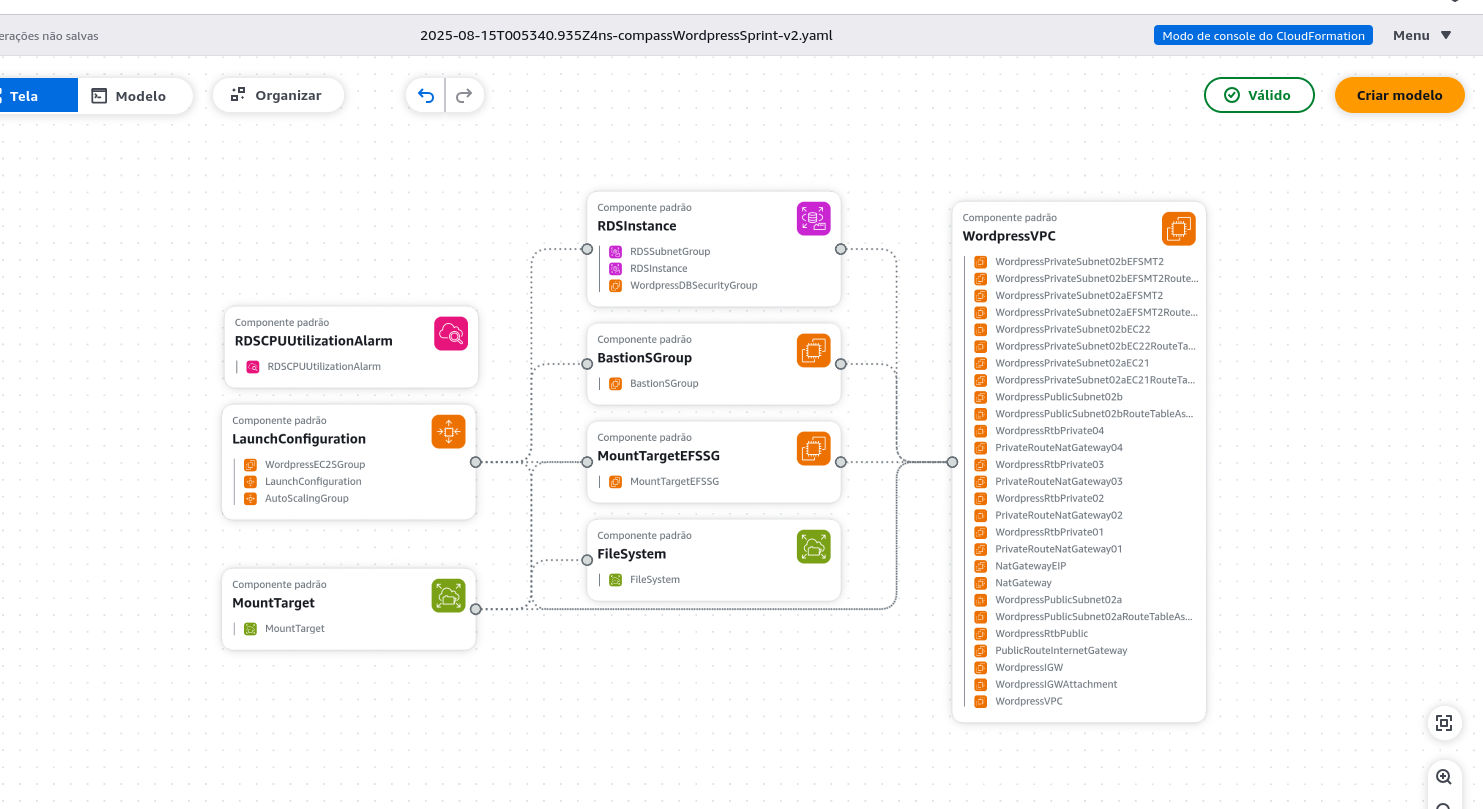 erações não salvas
2025-08-15T005340.935Z4ns-compassWordpressSprint-v2.yaml
Modo de console do CloudFormation
Menu
Tela
Modelo
Organizar
Válido
Criar modelo
Componente padrão
RDSInstance
RDSSubnetGroup
RDSInstance
WordpressDBSecurityGroup
Componente padrão
RDSCPUUtilizationAlarm
RDSCPUUtilizationAlarm
Componente padrão
BastionSGroup
BastionSGroup
Componente padrão
LaunchConfiguration
WordpressEC2SGroup
LaunchConfiguration
AutoScalingGroup
Componente padrão
MountTargetEFSSG
MountTargetEFSSG
Componente padrão
FileSystem
FileSystem
Componente padrão
MountTarget
MountTarget
Componente padrão
WordpressVPC
WordpressPrivateSubnet02bEFSMT2
WordpressPrivateSubnet02bEFSMT2Route...
WordpressPrivateSubnet02aEFSMT2
WordpressPrivateSubnet02aEFSMT2Route...
WordpressPrivateSubnet02bEC22
WordpressPrivateSubnet02bEC22RouteTa...
WordpressPrivateSubnet02aEC21
WordpressPrivateSubnet02aEC21RouteTa...
WordpressPublicSubnet02b
WordpressPublicSubnet02bRouteTableAs...
WordpressRtbPrivate04
PrivateRouteNatGateway04
WordpressRtbPrivate03
PrivateRouteNatGateway03
WordpressRtbPrivate02
PrivateRouteNatGateway02
WordpressRtbPrivate01
PrivateRouteNatGateway01
NatGatewayEIP
NatGateway
WordpressPublicSubnet02a
WordpressPublicSubnet02aRouteTableAs...
WordpressRtbPublic
PublicRouteInternetGateway
WordpressIGW
WordpressIGWAttachment
WordpressVPC